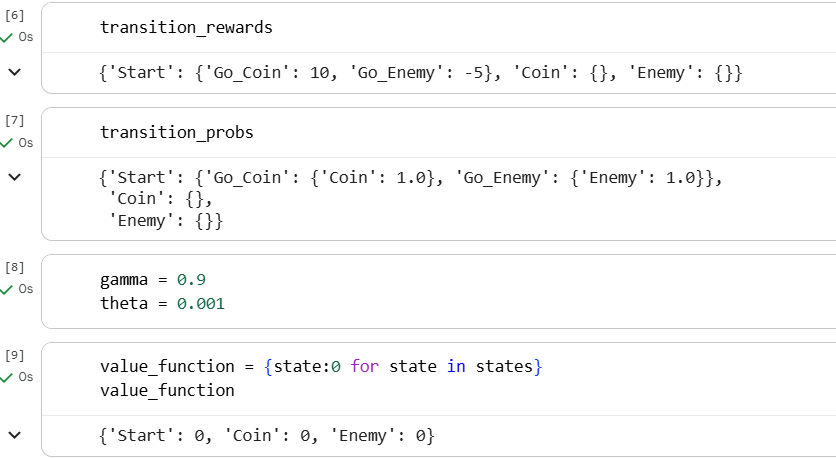 [6]
0s
transition_rewards
{'Start': {'Go_Coin': 10, 'Go_Enemy': -5}, 'Coin': {}, 'Enemy': {}}
[7]
0s
transition_probs
{'Start': {'Go_Coin': {'Coin': 1.0}, 'Go_Enemy': {'Enemy': 1.0}},
'Coin': {},
'Enemy': {}}
[8]
0s
gamma = 0.9
theta = 0.001
[9]
0s
value_function = {state:0 for state in states}
value_function
{'Start': 0, 'Coin': 0, 'Enemy': 0}